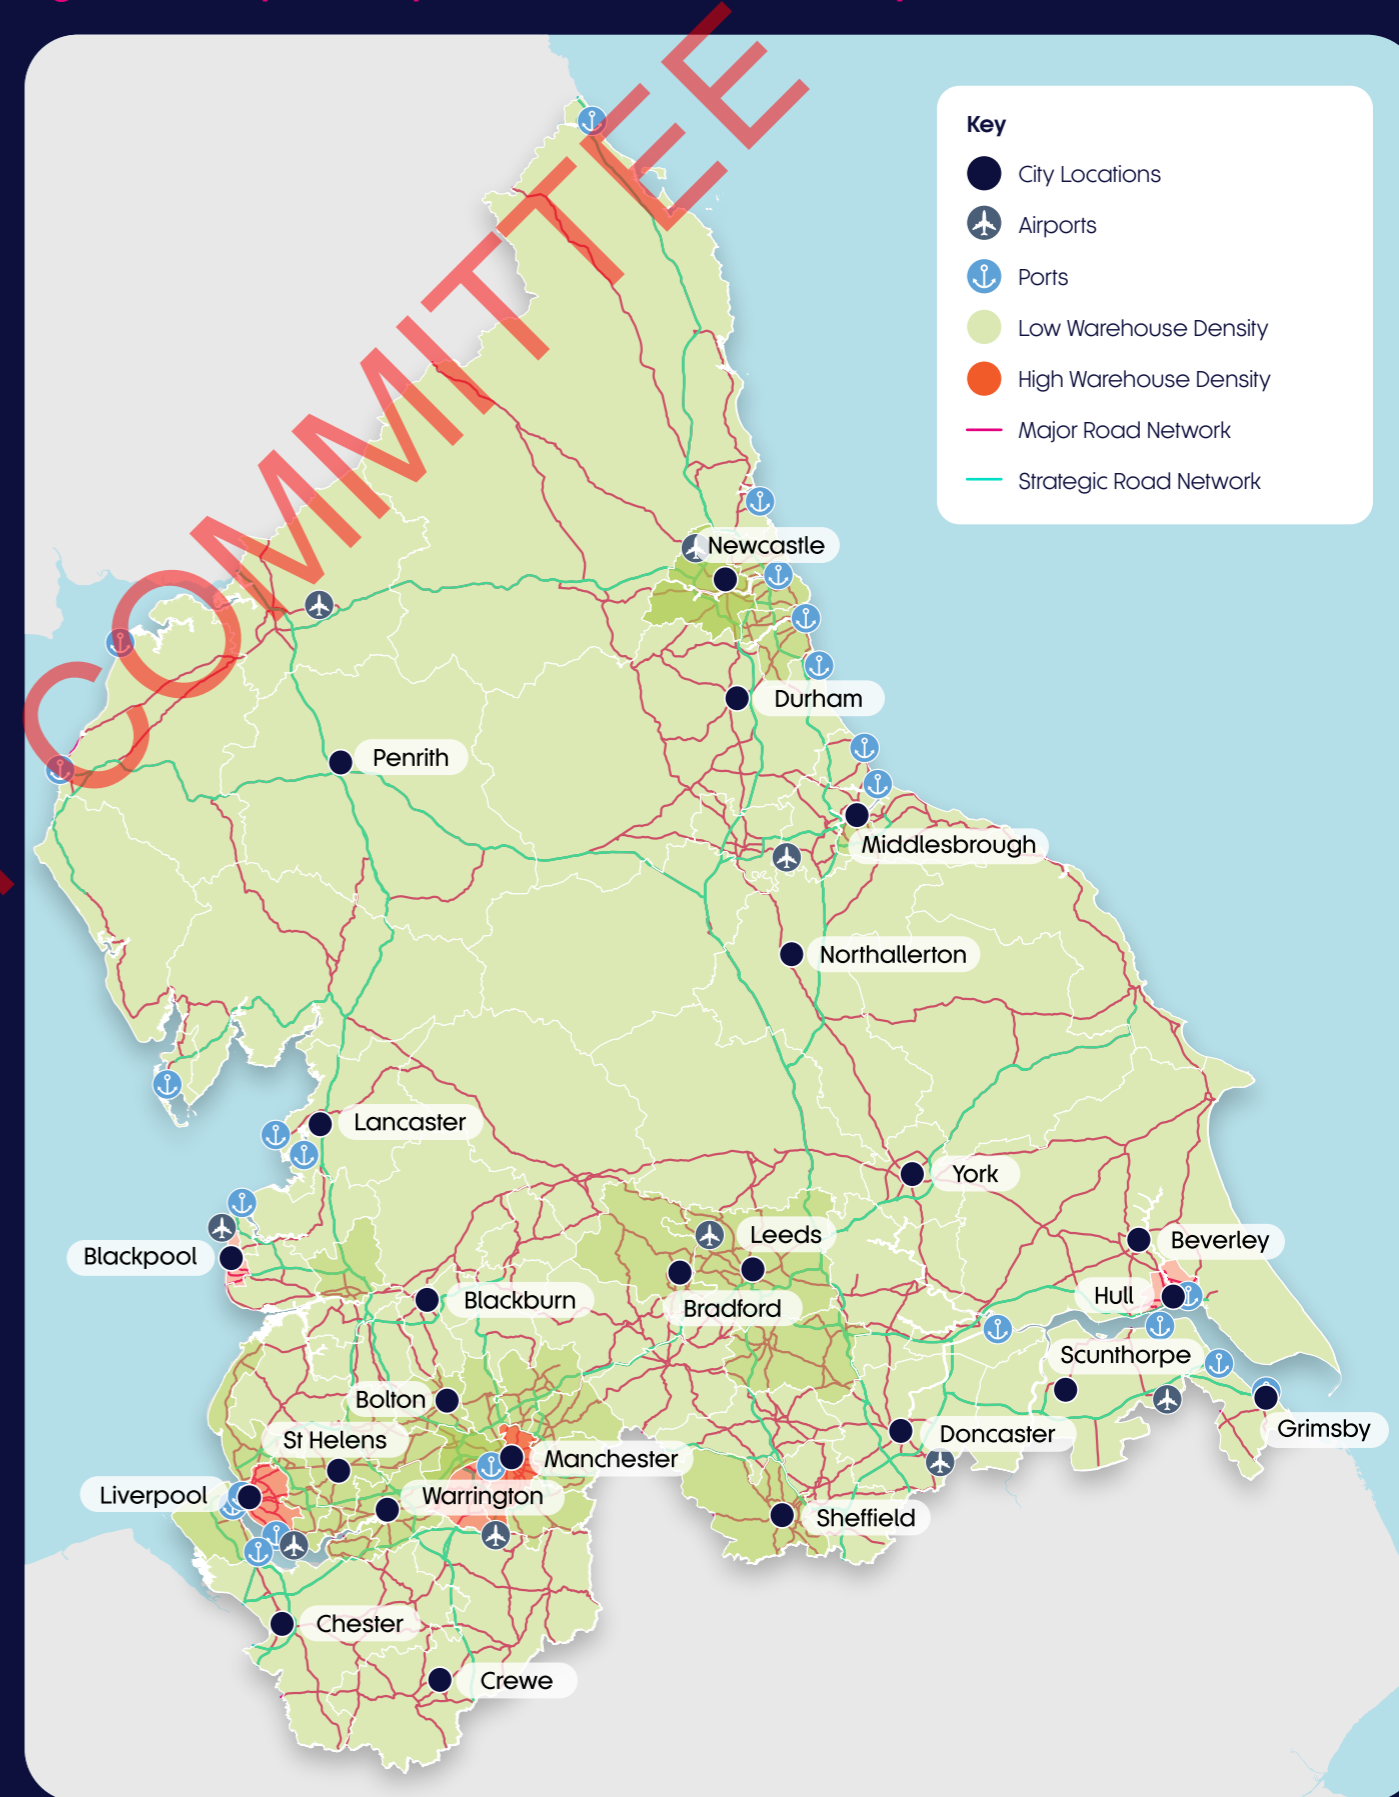 COMMITTEE
Key
City Locations
Airports
Ports
Low Warehouse Density
High Warehouse Density
Major Road Network
Strategic Road Network
Newcastle
Durham
Penrith
Middlesbrough
Northallerton
Lancaster
York
Leeds
Beverley
Blackpool
Bradford
Hull
Blackburn
Scunthorpe
Bolton
Grimsby
St Helens
Doncaster
Manchester
Liverpool
Warrington
Sheffield
Chester
Crewe